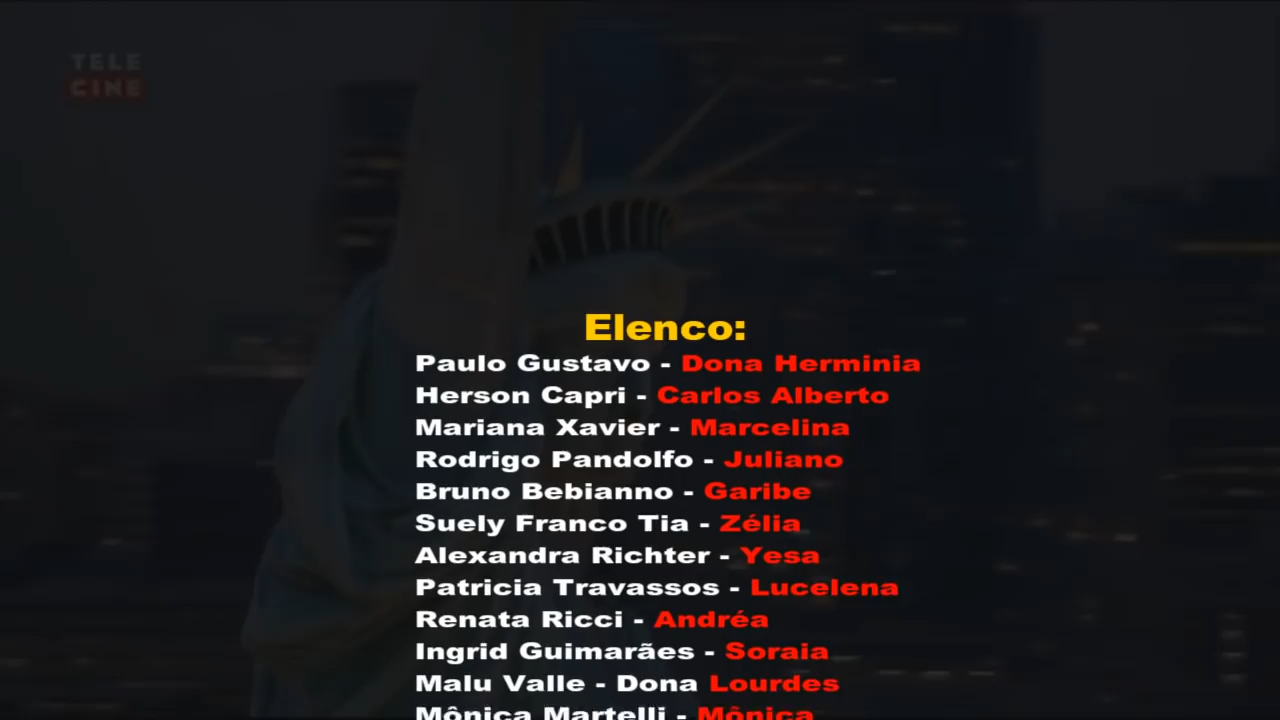 TELE
CINE
Elenco:
Paulo Gustavo - Dona Herminia
Herson Capri - Carlos Alberto
Mariana Xavier - Marcelina
Rodrigo Pandolfo - Juliano
Bruno Bebianno - Garibe
Suely Franco Tia - Zélia
Alexandra Richter - Yesa
Patricia Travassos - Lucelena
Renata Ricci - Andréa
Ingrid Guimarães - Soraia
Malu Valle - Dona Lourdes
Mônica Martelli - Mônica